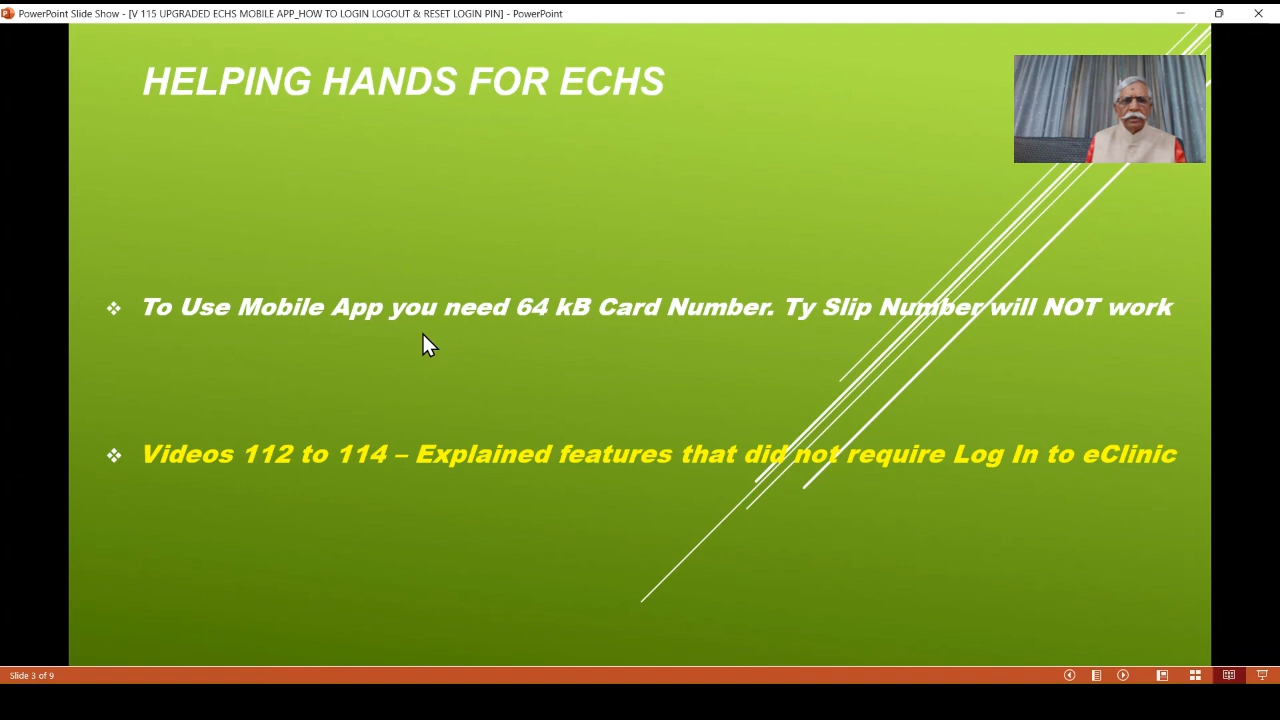 PowerPoint Slide Show - [V 115 UPGRADED ECHS MOBILE APP_HOW TO LOGIN LOGOUT & RESET LOGIN PIN] - PowerPoint
HELPING HANDS FOR ECHS
❖ To Use Mobile App you need 64 kB Card Number. Ty Slip Number will NOT work
❖ Videos 112 to 114 – Explained features that did not require Log In to eClinic
Slide 3 of 9